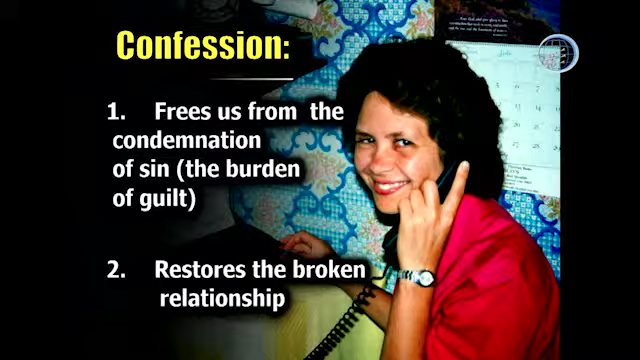 Confession:
1. Frees us from the
condemnation
of sin (the burden
of guilt)
2. Restores the broken
relationship